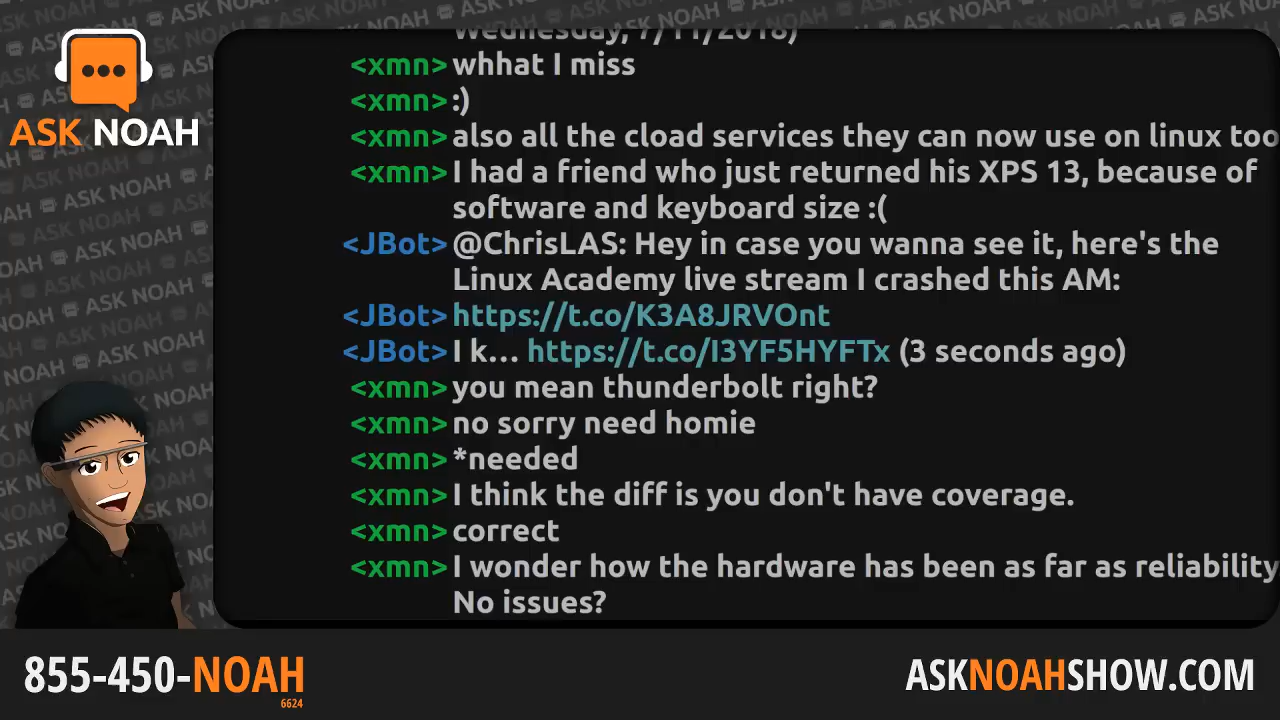 Wednesday, 7/11/2018)
<xmn> whhat I miss
<xmn> :)
<xmn> also all the cload services they can now use on linux too
<xmn> I had a friend who just returned his XPS 13, because of
software and keyboard size :(
<JBot> @ChrisLAS: Hey in case you wanna see it, here's the
Linux Academy live stream I crashed this AM:
<JBot> https://t.co/K3A8JRVOnt
<JBot> I k... https://t.co/I3YF5HYFTx (3 seconds ago)
<xmn> you mean thunderbolt right?
<xmn> no sorry need homie
<xmn> *needed
<xmn> I think the diff is you don't have coverage.
<xmn> correct
<xmn> I wonder how the hardware has been as far as reliability
No issues?
ASK NOAH
855-450-NOAH
6624
ASKNOAHSHOW.COM